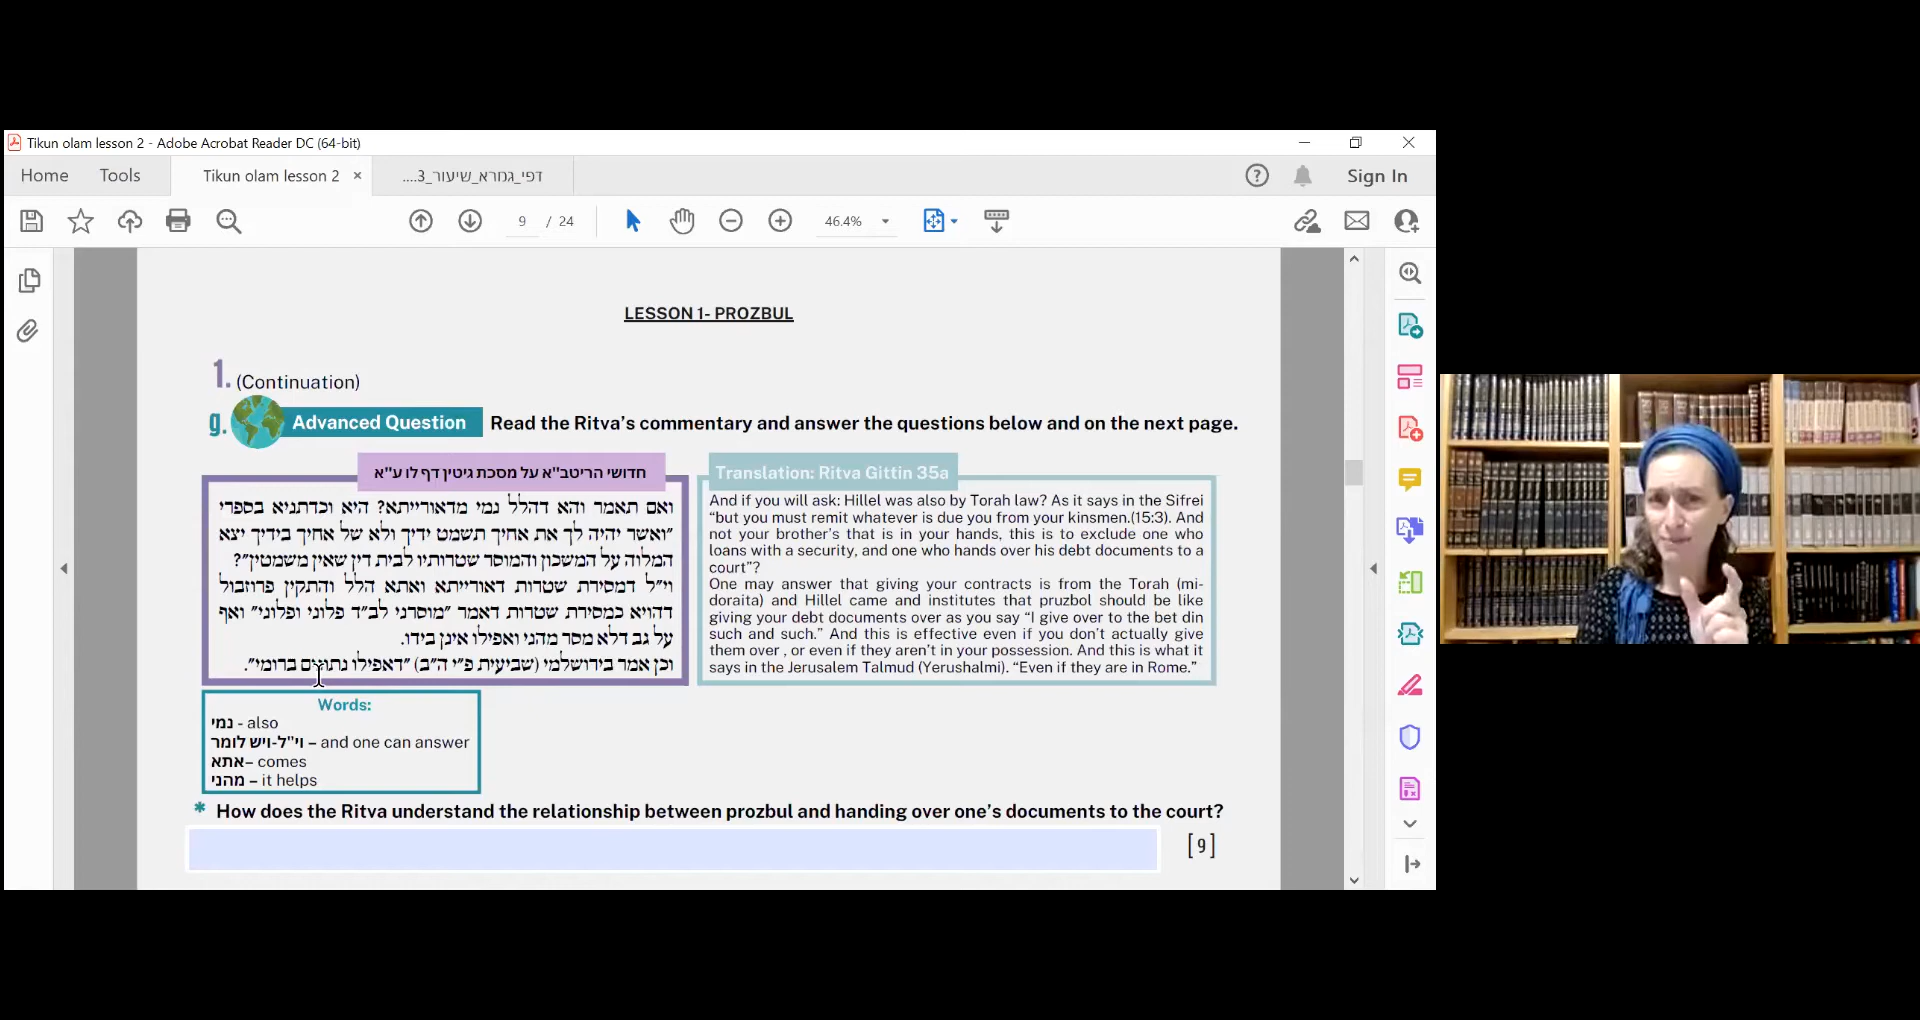 Tikun olam lesson 2 - Adobe Acrobat Reader DC (64-bit)
Home
Tools
Tikun olam lesson 2
דפי_גמרא_שיעור_3....
Sign In
9 / 24
46.4%
LESSON 1- PROZBUL
1. (Continuation)
g. Advanced Question Read the Ritva's commentary and answer the questions below and on the next page.
חדושי הריטב"א על מסכת גיטין דף לו ע"א
ואם תאמר והא דהלל נמי מדאורייתא? היא וכדתניא בספרי
"ואשר יהיה לך את אחיך תשמט ידיך ולא של אחיך בידיך יצא
המלוה על המשכון והמוסר שטרותיו לבית דין שאין משמטין"?
וי"ל דמסירת שטרות דאורייתא ואתא הלל והתקין פרוזבול
דהויא כמסירת שטרות דאמר "מוסרני לב"ד פלוני ופלוני" ואף
על גב דלא מסר מהני ואפילו אינן בידו.
וכן אמר בירושלמי (שביעית פ"י ה"ב) "דאפילו נתונים ברומי".
Translation: Ritva Gittin 35a
And if you will ask: Hillel was also by Torah law? As it says in the Sifrei
"but you must remit whatever is due you from your kinsmen.(15:3). And
not your brother's that is in your hands, this is to exclude one who
loans with a security, and one who hands over his debt documents to a
court"?
One may answer that giving your contracts is from the Torah (mi-
doraita) and Hillel came and institutes that pruzbol should be like
giving your debt documents over as you say "I give over to the bet din
such and such." And this is effective even if you don't actually give
them over , or even if they aren't in your possession. And this is what it
says in the Jerusalem Talmud (Yerushalmi). "Even if they are in Rome."
Words:
נמי - also
וי"ל-ויש לומר – and one can answer
אתא– comes
מהני – it helps
* How does the Ritva understand the relationship between prozbul and handing over one's documents to the court?
[9]